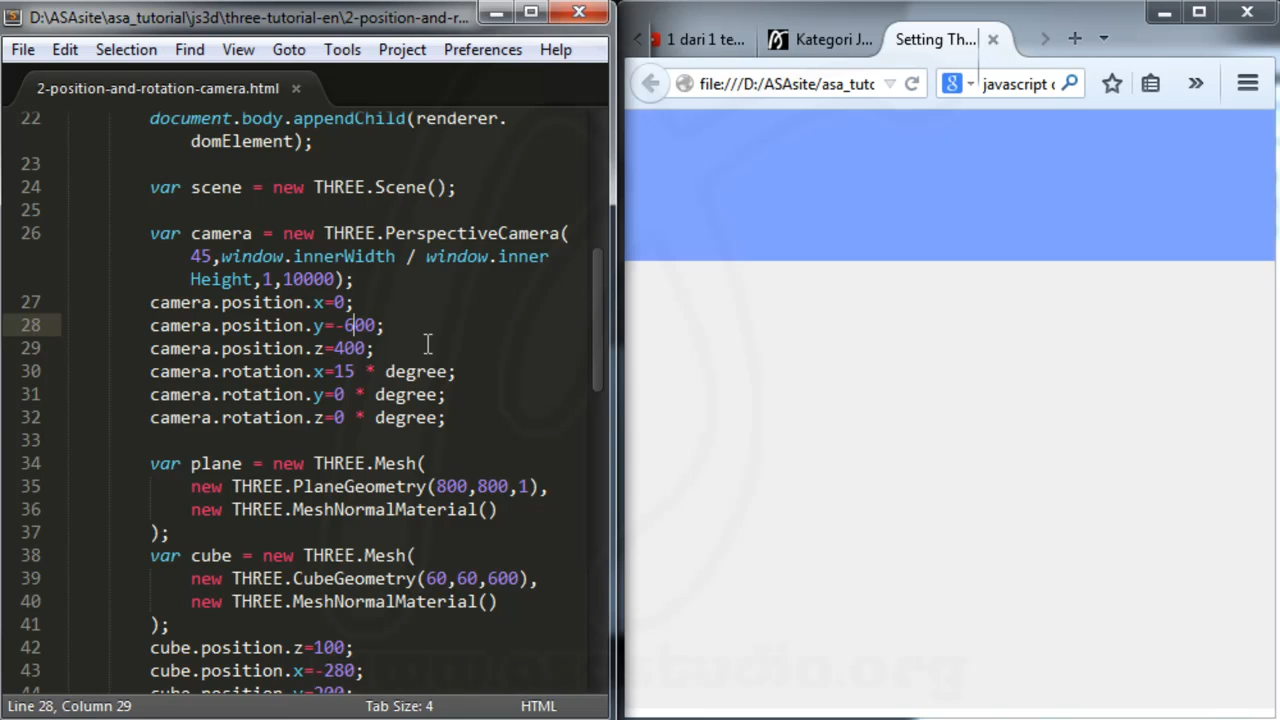 D:\ASAsite\asa_tutorial\js3d\three-tutorial-en\2-position-and-r...
File Edit Selection Find View Goto Tools Project Preferences Help
2-position-and-rotation-camera.html
22 document.body.appendChild(renderer.
domElement);
23
24 var scene = new THREE.Scene();
25
26 var camera = new THREE.PerspectiveCamera(
45,window.innerWidth / window.inner
Height,1,10000);
27 camera.position.x=0;
28 camera.position.y=-600;
29 camera.position.z=400;
30 camera.rotation.x=15 * degree;
31 camera.rotation.y=0 * degree;
32 camera.rotation.z=0 * degree;
33
34 var plane = new THREE.Mesh(
35 new THREE.PlaneGeometry(800,800,1),
36 new THREE.MeshNormalMaterial()
37 );
38 var cube = new THREE.Mesh(
39 new THREE.CubeGeometry(60,60,600),
40 new THREE.MeshNormalMaterial()
41 );
42 cube.position.z=100;
43 cube.position.x=-280;
44 cube.position.y=200;
Line 28, Column 29 Tab Size: 4 HTML
1 dari 1 te... Kategori J... Setting Th...
file:///D:/ASAsite/asa_tuto javascript